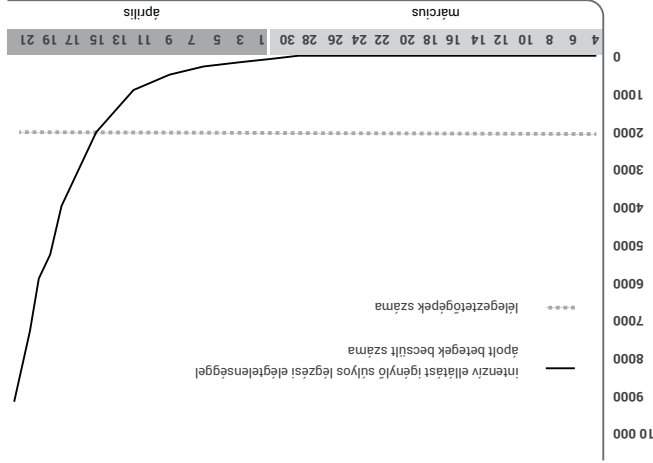 10 000
9000
8000
7000
6000
5000
4000
3000
2000
1000
0
intenzív ellátást igénylő súlyos légzési elégtelenséggel
ápolt betegek becsült száma
lélegeztetőgépek száma
4 6 8 10 12 14 16 18 20 22 24 26 28 30 1 3 5 7 9 11 13 15 17 19 21
március április